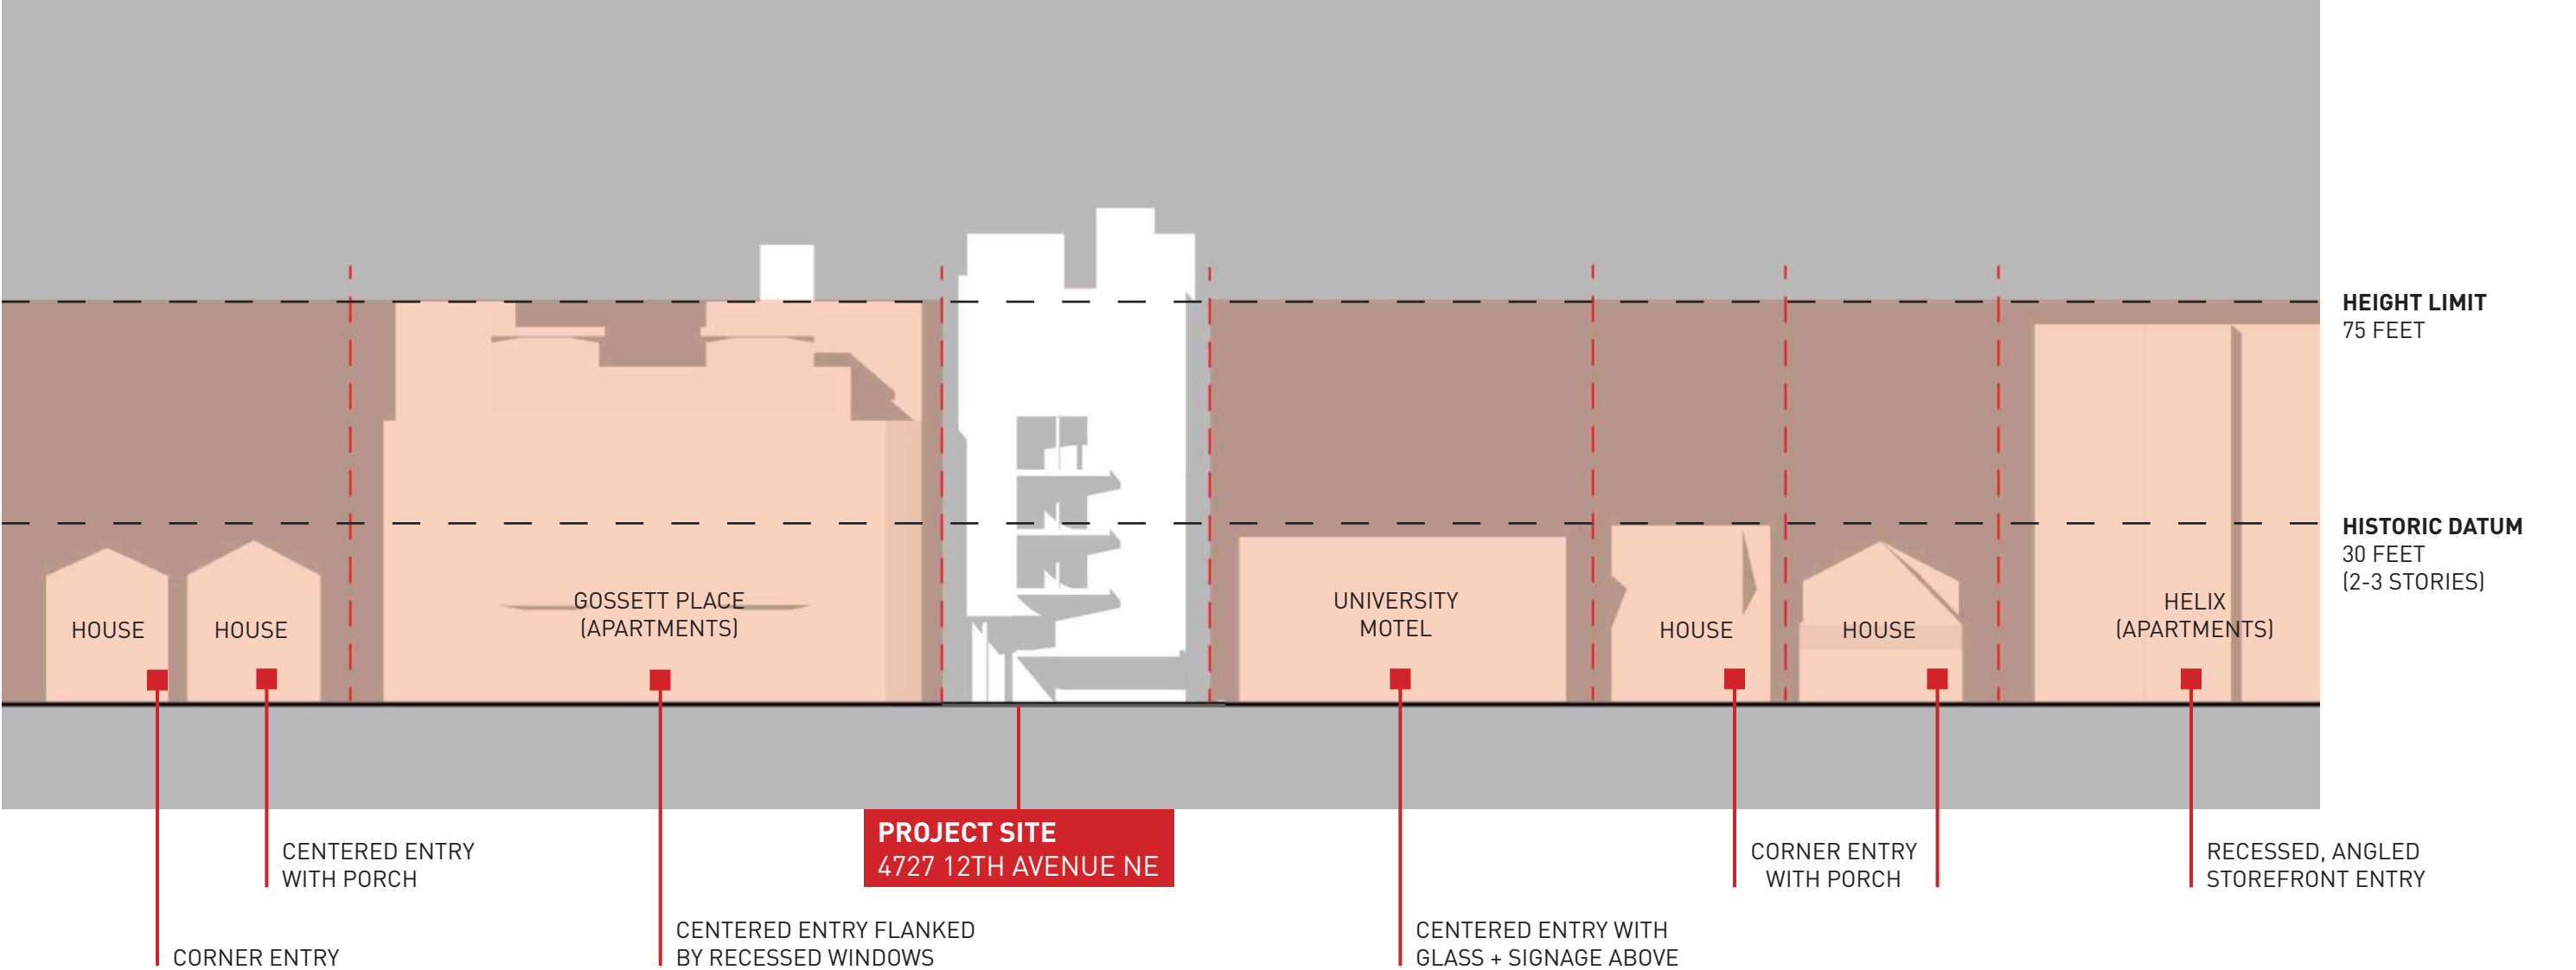 HEIGHT LIMIT
75 FEET
HISTORIC DATUM
30 FEET
(2-3 STORIES)
HOUSE
HOUSE
GOSSETT PLACE
(APARTMENTS)
UNIVERSITY
MOTEL
HOUSE
HOUSE
HELIX
(APARTMENTS)
PROJECT SITE
4727 12TH AVENUE NE
CORNER ENTRY
CENTERED ENTRY
WITH PORCH
CENTERED ENTRY FLANKED
BY RECESSED WINDOWS
CENTERED ENTRY WITH
GLASS + SIGNAGE ABOVE
CORNER ENTRY
WITH PORCH
RECESSED, ANGLED
STOREFRONT ENTRY